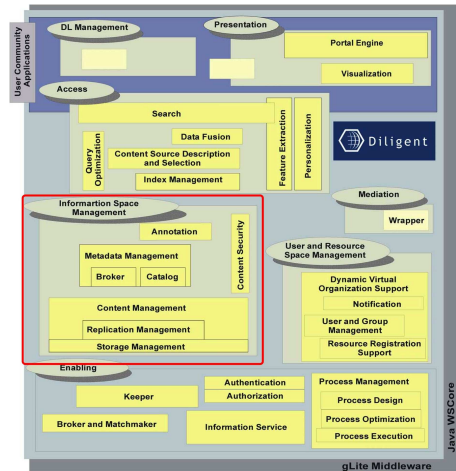 User Community
Applications
DL Management
Presentation
Portal Engine
Visualization
Access
Search
Query
Optimization
Data Fusion
Content Source Description
and Selection
Index Management
Feature Extraction
Personalization
Diligent
Informartion Space
Management
Annotation
Metadata Management
Broker
Catalog
Content Security
Content Management
Replication Management
Storage Management
Mediation
Wrapper
User and Resource
Space Management
Dynamic Virtual
Organization Support
Notification
User and Group
Management
Resource Registration
Support
Enabling
Keeper
Authentication
Authorization
Broker and Matchmaker
Information Service
Process Management
Process Design
Process Optimization
Process Execution
Java WSCore
gLite Middleware